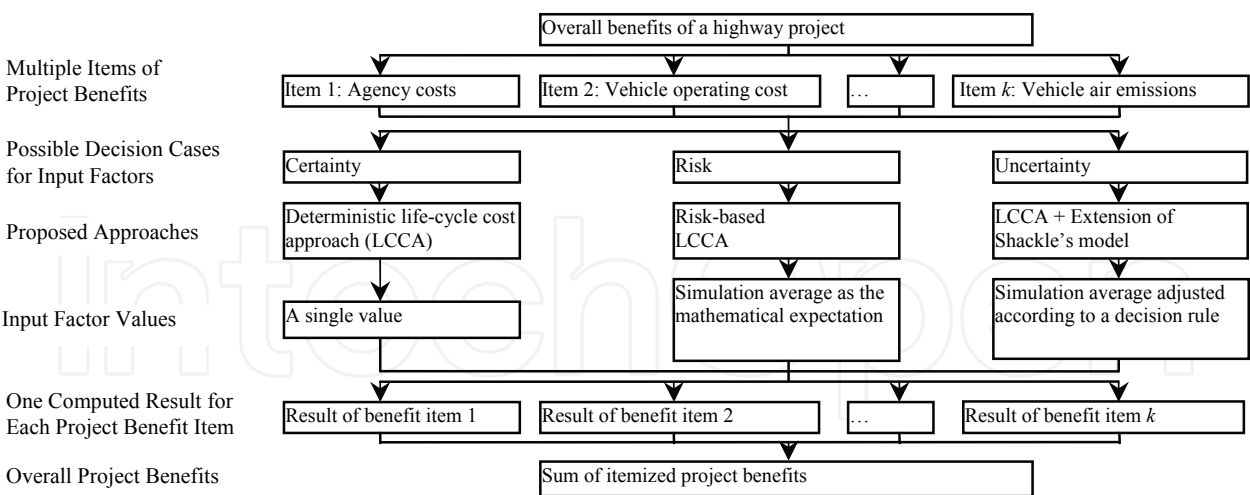 Overall benefits of a highway project
Multiple Items of
Project Benefits
Item 1: Agency costs
Item 2: Vehicle operating cost
…
Item k: Vehicle air emissions
Possible Decision Cases
for Input Factors
Certainty
Risk
Uncertainty
Proposed Approaches
Deterministic life-cycle cost
approach (LCCA)
Risk-based
LCCA
LCCA + Extension of
Shackle’s model
Input Factor Values
A single value
Simulation average as the
mathematical expectation
Simulation average adjusted
according to a decision rule
One Computed Result for
Each Project Benefit Item
Result of benefit item 1
Result of benefit item 2
…
Result of benefit item k
Overall Project Benefits
Sum of itemized project benefits
IntechOpen